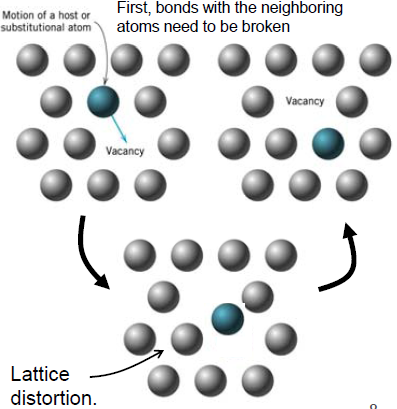 Motion of a host or
substitutional atom
First, bonds with the neighboring
atoms need to be broken
Vacancy
Vacancy
Lattice
distortion.